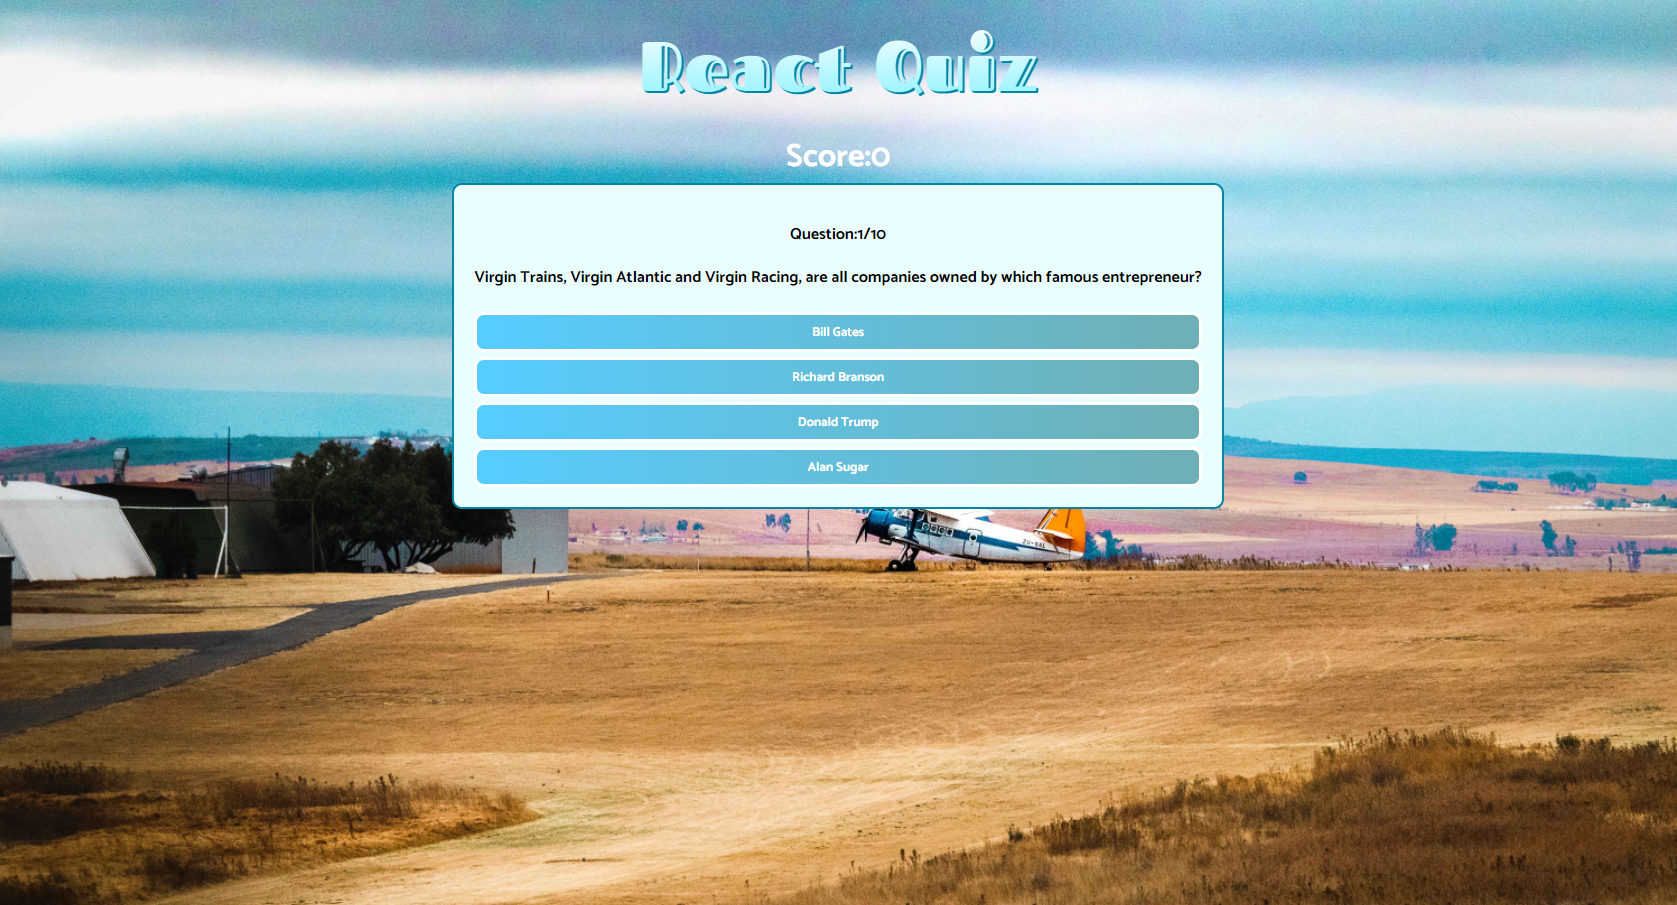 React Quiz
Score:0
Question:1/10
Virgin Trains, Virgin Atlantic and Virgin Racing, are all companies owned by which famous entrepreneur?
Bill Gates
Richard Branson
Donald Trump
Alan Sugar